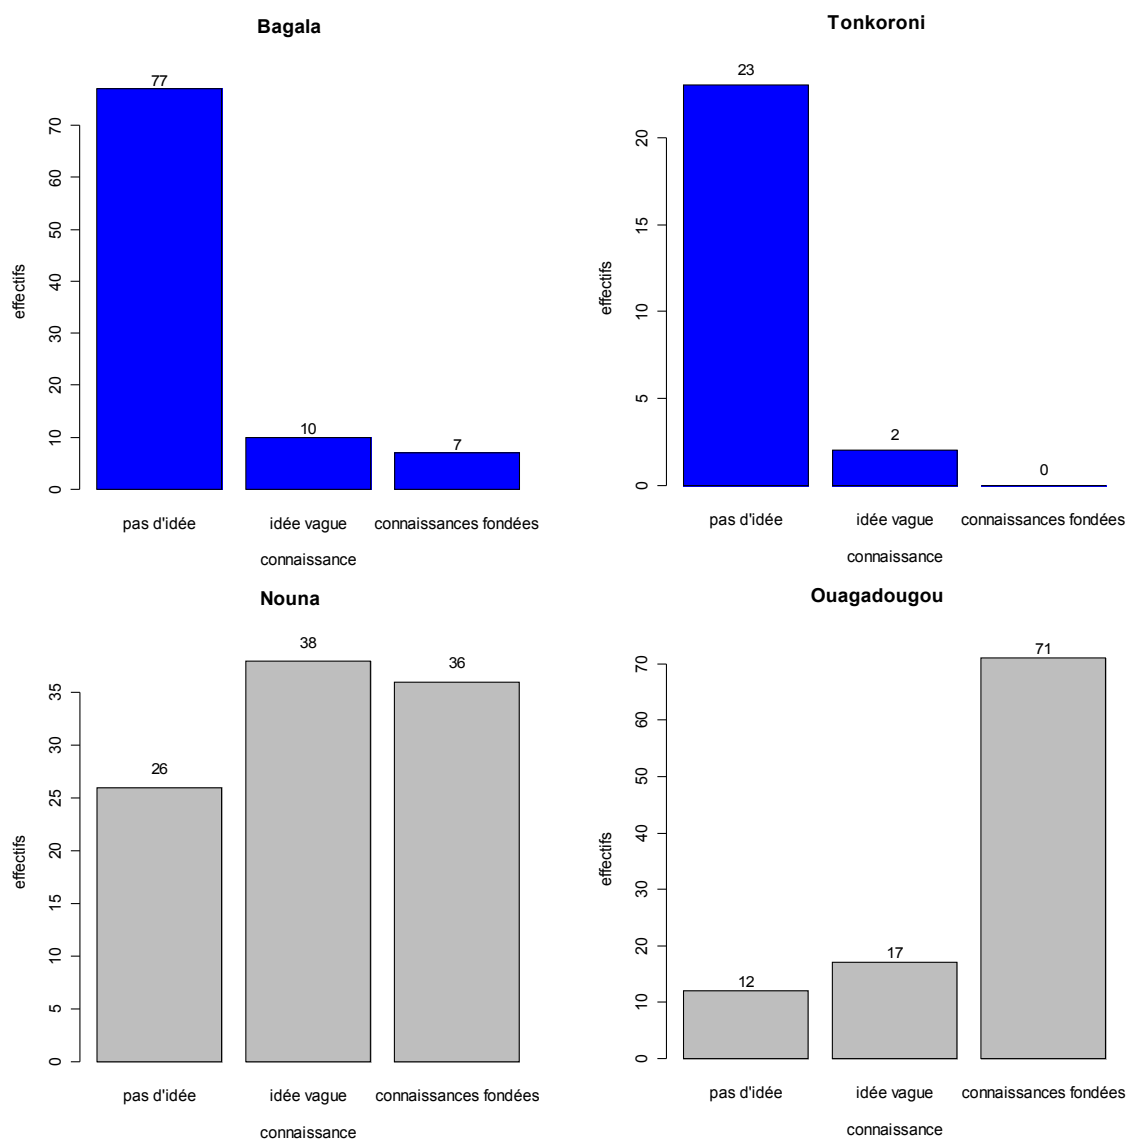 Bagala
77
10
7
effectifs
0 10 20 30 40 50 60 70
pas d'idée idée vague connaissances fondées
connaissance
Tonkoroni
23
2
0
effectifs
0 5 10 15 20
pas d'idée idée vague connaissances fondées
connaissance
Nouna
26
38
36
effectifs
0 5 10 15 20 25 30 35
pas d'idée idée vague connaissances fondées
connaissance
Ouagadougou
12
17
71
effectifs
0 10 20 30 40 50 60 70
pas d'idée idée vague connaissances fondées
connaissance